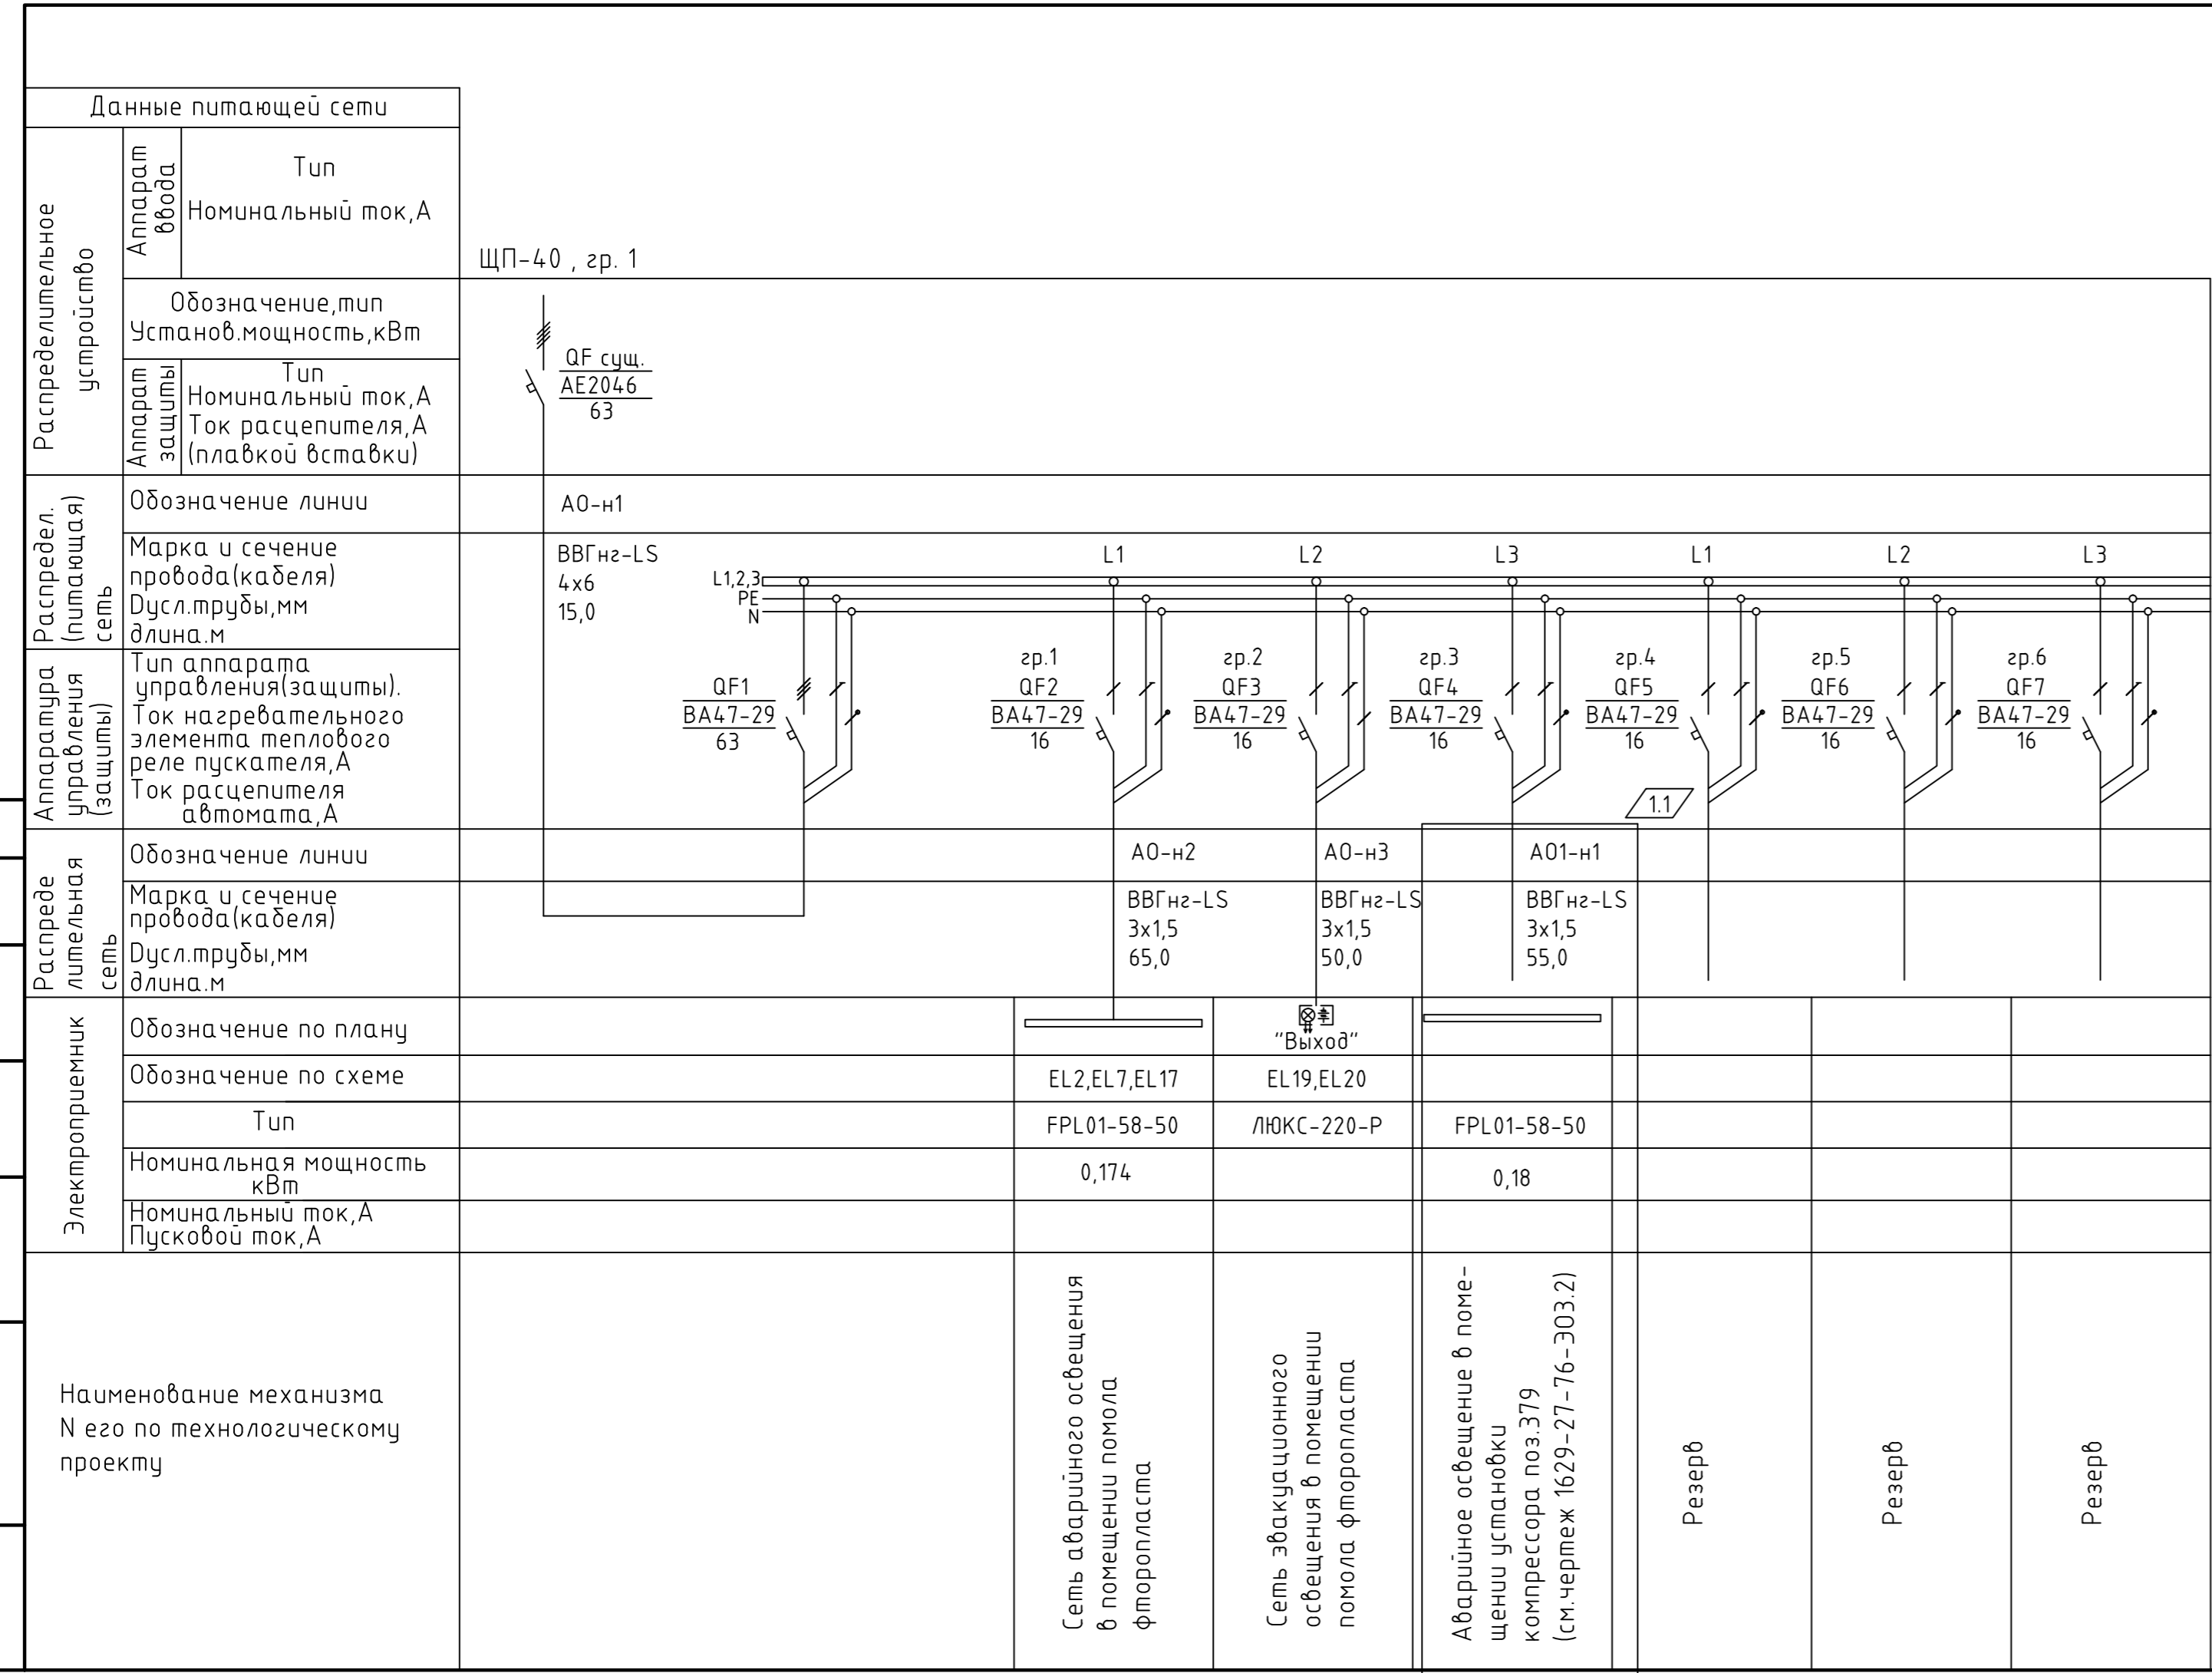 Данные питающей сети
Распределительное
устройство
Аппарат
ввода
Тип
Номинальный ток,А
ЩП-40 , гр. 1
Обозначение,тип
Установ.мощность,кВт
Аппарат
защиты
Тип
Номинальный ток,А
Ток расцепителя,А
(плавкой вставки)
QF сущ.
АЕ2046
63
Распредел.
(питающая)
сеть
Обозначение линии
АО-н1
Марка и сечение
провода(кабеля)
Dусл.трубы,мм
длина.м
ВВГнг-LS
4х6
15,0
L1 L2 L3 L1 L2 L3
L1,2,3
PE
N
Аппаратура
управления
(защиты)
Тип аппарата
управления(защиты).
Ток нагревательного
элемента теплового
реле пускателя,А
Ток расцепителя
автомата,А
QF1
ВА47-29
63
гр.1
QF2
ВА47-29
16
гр.2
QF3
ВА47-29
16
гр.3
QF4
ВА47-29
16
гр.4
QF5
ВА47-29
16
гр.5
QF6
ВА47-29
16
гр.6
QF7
ВА47-29
16
1.1
Распреде
лительная
сеть
Обозначение линии
АО-н2 АО-н3 АО1-н1
Марка и сечение
провода(кабеля)
Dусл.трубы,мм
длина.м
ВВГнг-LS
3х1,5
65,0
ВВГнг-LS
3х1,5
50,0
ВВГнг-LS
3х1,5
55,0
Электроприемник
Обозначение по плану
"Выход"
Обозначение по схеме
EL2,EL7,EL17 EL19,EL20
Тип
FPL01-58-50 ЛЮКС-220-Р FPL01-58-50
Номинальная мощность
кВт
0,174 0,18
Номинальный ток,А
Пусковой ток,А
Наименование механизма
N его по технологическому
проекту
Сеть аварийного освещения
в помещении помола
фторопласта
Сеть эвакуационного
освещения в помещении
помола фторопласта
Аварийное освещение в поме-
щении установки
компрессора поз.379
(см.чертеж 1629-27-76-ЭО3.2)
Резерв
Резерв
Резерв